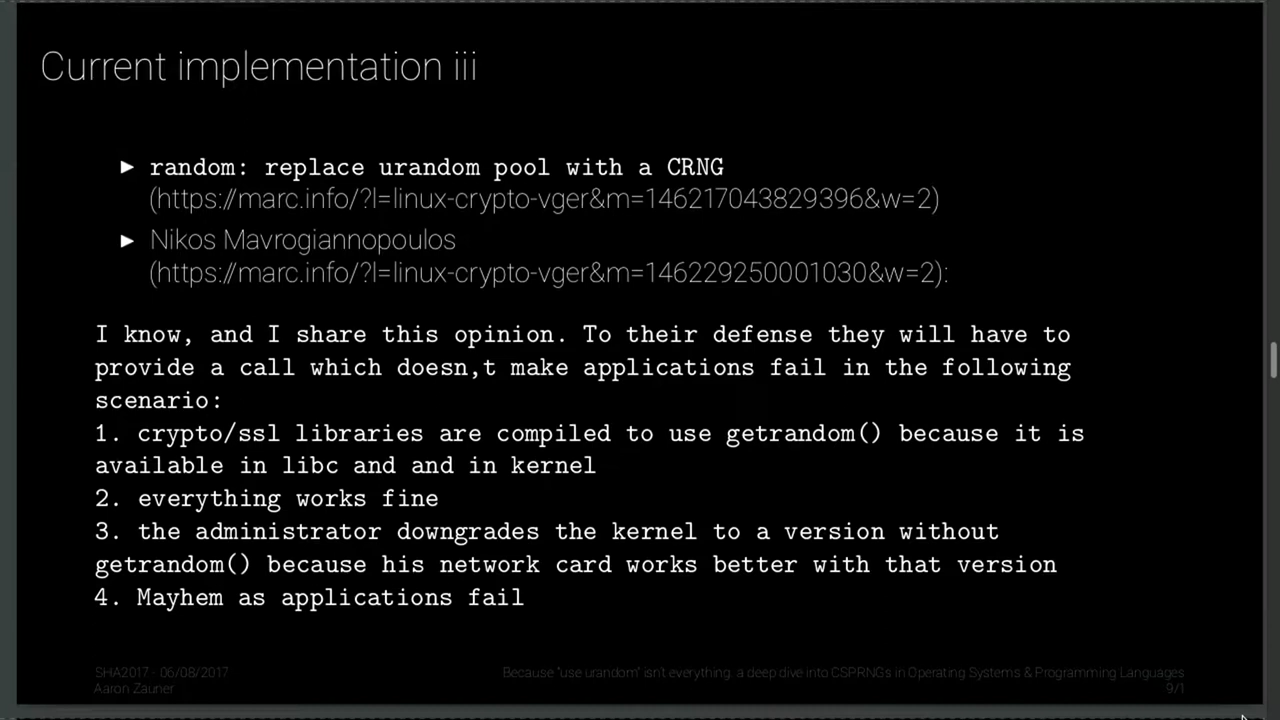 Current implementation iii
▶ random: replace urandom pool with a CRNG
(https://marc.info/?l=linux-crypto-vger&m=146217043829396&w=2)
▶ Nikos Mavrogiannopoulos
(https://marc.info/?l=linux-crypto-vger&m=146229250001030&w=2):
I know, and I share this opinion. To their defense they will have to
provide a call which doesn,t make applications fail in the following
scenario:
1. crypto/ssl libraries are compiled to use getrandom() because it is
available in libc and and in kernel
2. everything works fine
3. the administrator downgrades the kernel to a version without
getrandom() because his network card works better with that version
4. Mayhem as applications fail
SHA2017 - 06/08/2017
Aaron Zauner
Because "use urandom" isn't everything: a deep dive into CSPRNGs in Operating Systems & Programming Languages
9/1